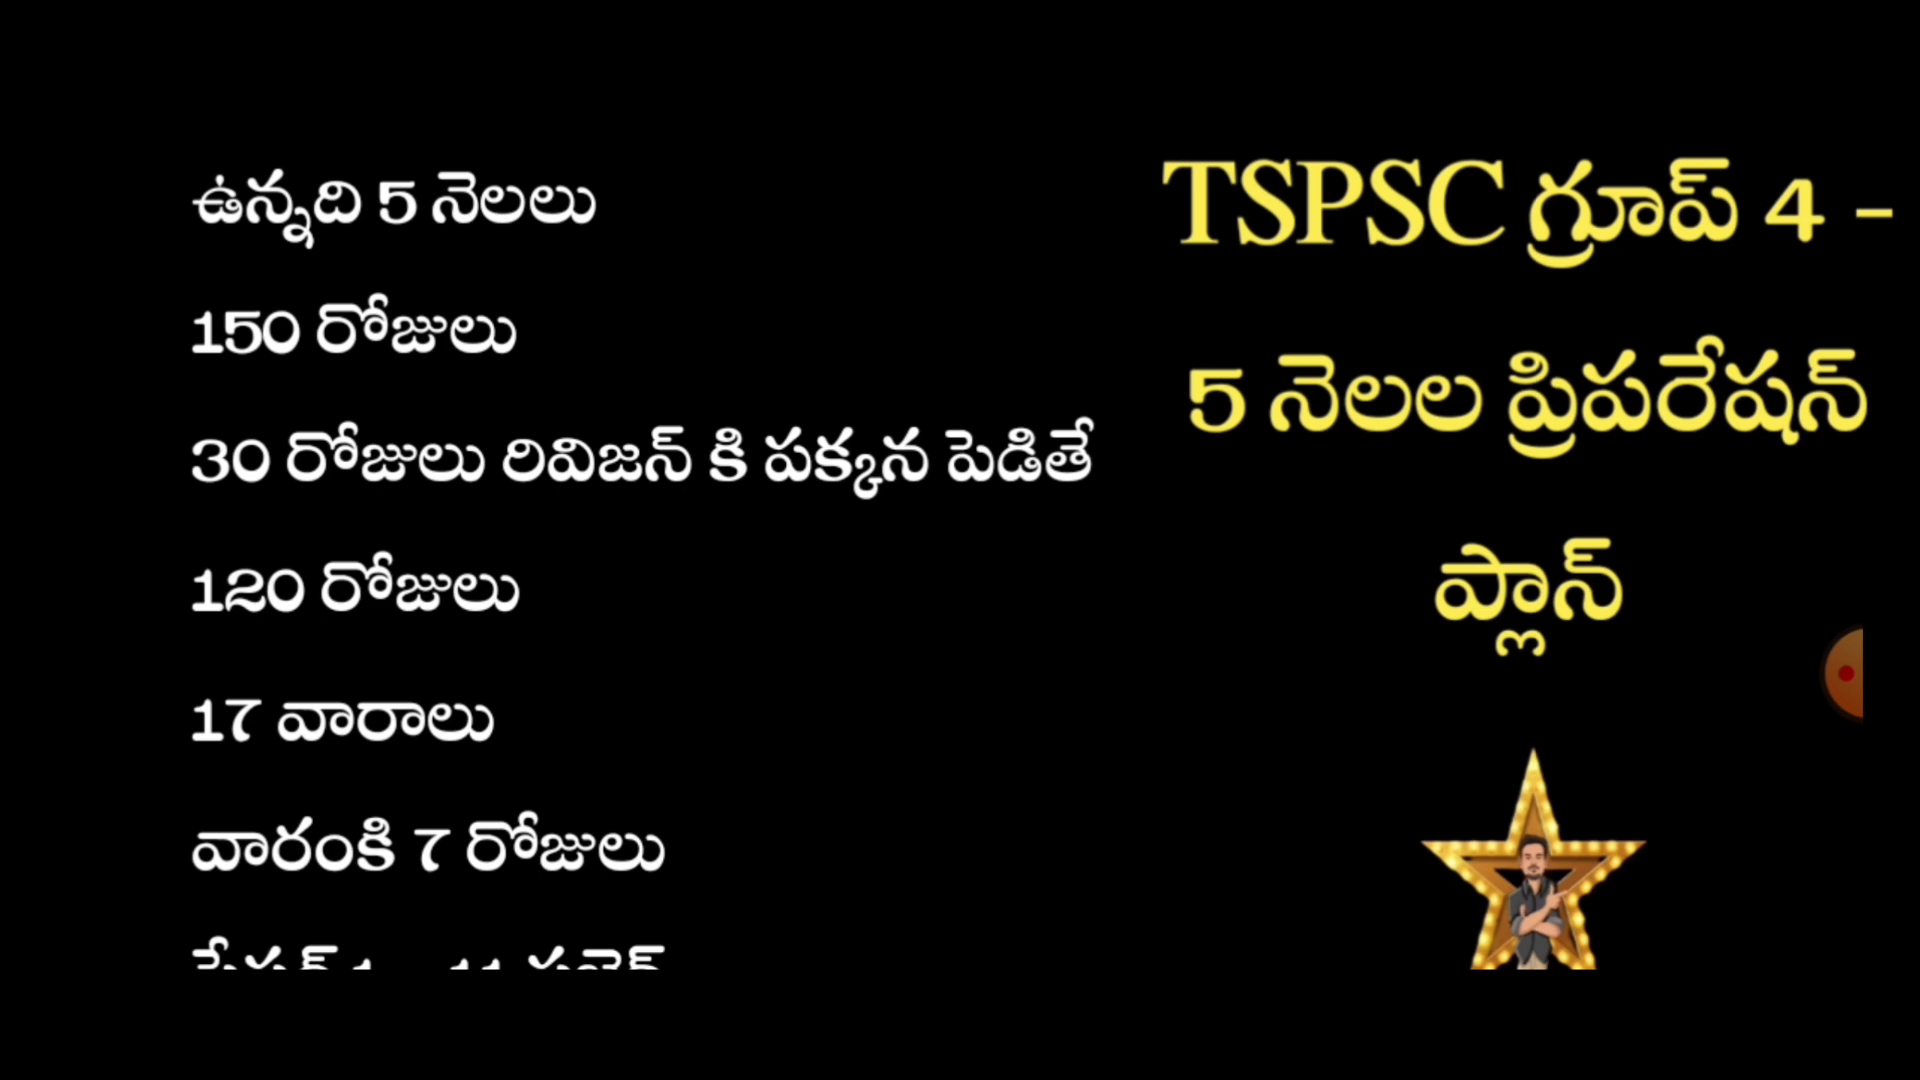 ఉన్నది 5 నెలలు
150 రోజులు
30 రోజులు రివిజన్ కి పక్కన పెడితే
120 రోజులు
17 వారాలు
వారంకి 7 రోజులు
TSPSC గ్రూప్ 4 –
5 నెలల ప్రిపరేషన్
ప్లాన్